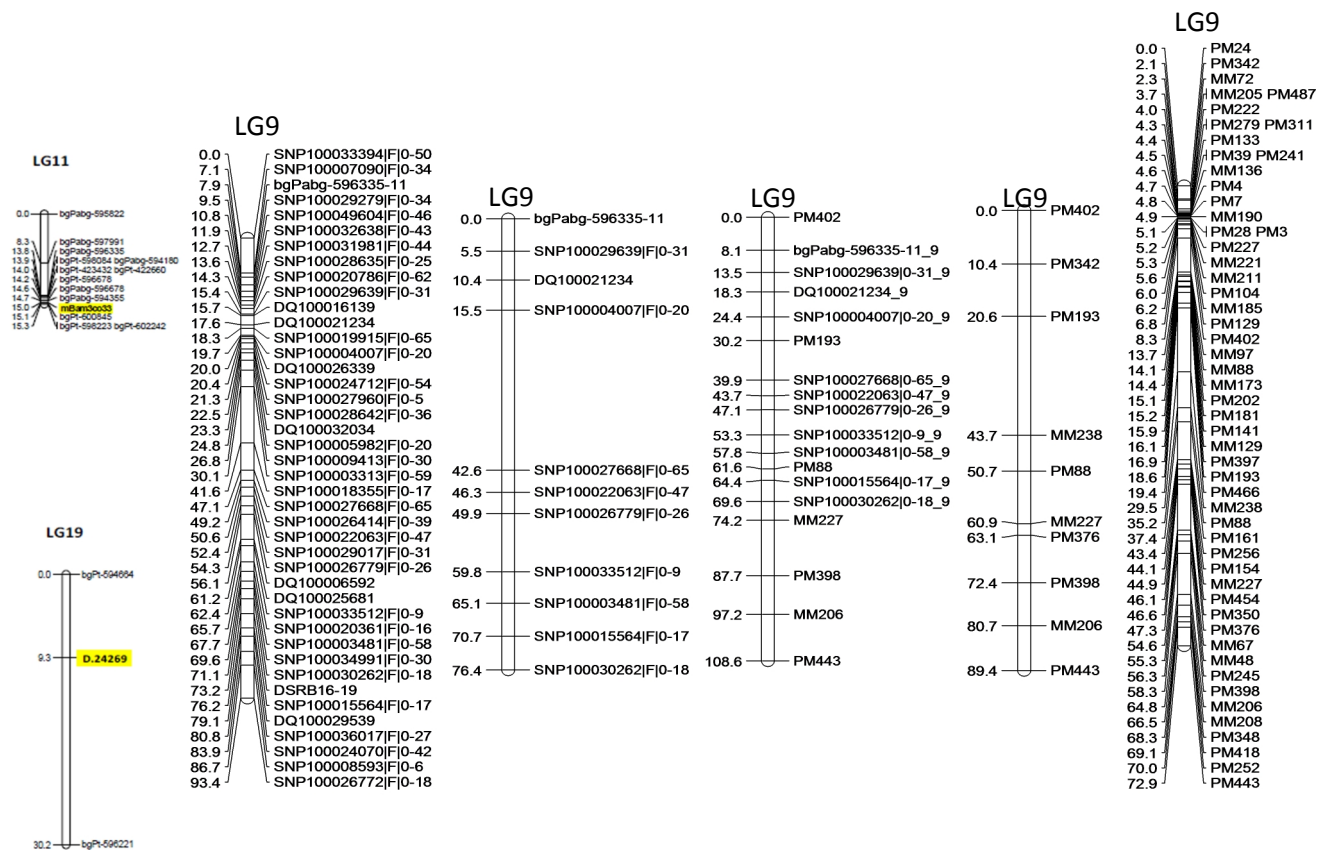 LG11
0.0 bgPabg-595822
8.3 bgPabg-597991
13.8 bgPabg-596335
13.9 bgPt-598084 bgPabg-594180
14.0 bgPt-423432 bgPt-422660
14.2 bgPt-596678
14.6 bgPabg-596678
14.7 bgPabg-594355
15.0 mBam3co33
15.1 bgPt-600845
15.3 bgPt-598223 bgPt-602242
LG19
0.0 bgPt-594664
9.3 D.24269
30.2 bgPt-596221
LG9
0.0 SNP100033394|F|0-50
7.1 SNP100007090|F|0-34
7.9 bgPabg-596335-11
9.5 SNP100029279|F|0-34
10.8 SNP100049604|F|0-46
11.9 SNP100032638|F|0-43
12.7 SNP100031981|F|0-44
13.6 SNP100028635|F|0-25
14.3 SNP100020786|F|0-62
15.4 SNP100029639|F|0-31
15.7 DQ100016139
17.6 DQ100021234
18.3 SNP100019915|F|0-65
19.7 SNP100004007|F|0-20
20.0 DQ100026339
20.4 SNP100024712|F|0-54
21.3 SNP100027960|F|0-5
22.5 SNP100028642|F|0-36
23.3 DQ100032034
24.8 SNP100005982|F|0-20
26.8 SNP100009413|F|0-30
30.1 SNP100003313|F|0-59
41.6 SNP100018355|F|0-17
47.1 SNP100027668|F|0-65
49.2 SNP100026414|F|0-39
50.6 SNP100022063|F|0-47
52.4 SNP100029017|F|0-31
54.3 SNP100026779|F|0-26
56.1 DQ100006592
61.2 DQ100025681
62.4 SNP100033512|F|0-9
65.7 SNP100020361|F|0-16
67.7 SNP100003481|F|0-58
69.6 SNP100034991|F|0-30
71.1 SNP100030262|F|0-18
73.2 DSRB16-19
76.2 SNP100015564|F|0-17
79.1 DQ100029539
80.8 SNP100036017|F|0-27
83.9 SNP100024070|F|0-42
86.7 SNP100008593|F|0-6
93.4 SNP100026772|F|0-18
LG9
0.0 bgPabg-596335-11
5.5 SNP100029639|F|0-31
10.4 DQ100021234
15.5 SNP100004007|F|0-20
42.6 SNP100027668|F|0-65
46.3 SNP100022063|F|0-47
49.9 SNP100026779|F|0-26
59.8 SNP100033512|F|0-9
65.1 SNP100003481|F|0-58
70.7 SNP100015564|F|0-17
76.4 SNP100030262|F|0-18
LG9
0.0 PM402
8.1 bgPabg-596335-11_9
13.5 SNP100029639|0-31_9
18.3 DQ100021234_9
24.4 SNP100004007|0-20_9
30.2 PM193
39.9 SNP100027668|0-65_9
43.7 SNP100022063|0-47_9
47.1 SNP100026779|0-26_9
53.3 SNP100033512|0-9_9
57.8 SNP100003481|0-58_9
61.6 PM88
64.4 SNP100015564|0-17_9
69.6 SNP100030262|0-18_9
74.2 MM227
87.7 PM398
97.2 MM206
108.6 PM443
LG9
0.0 PM402
10.4 PM342
20.6 PM193
43.7 MM238
50.7 PM88
60.9 MM227
63.1 PM376
72.4 PM398
80.7 MM206
89.4 PM443
LG9
0.0 PM24
2.1 PM342
2.3 MM72
3.7 MM205 PM487
4.0 PM222
4.3 PM279 PM311
4.4 PM133
4.5 PM39 PM241
4.6 MM136
4.7 PM4
4.8 PM7
4.9 MM190
5.1 PM28 PM3
5.2 PM227
5.3 MM221
5.6 MM211
6.0 PM104
6.2 MM185
6.8 PM129
8.3 PM402
13.7 MM97
14.1 MM88
14.4 MM173
15.1 PM202
15.2 PM181
15.9 PM141
16.1 MM129
16.9 PM397
18.6 PM193
19.4 PM466
29.5 MM238
35.2 PM88
37.4 PM161
43.4 PM256
44.1 PM154
44.9 MM227
46.1 PM454
46.6 PM350
47.3 PM376
54.6 MM67
55.3 MM48
56.3 PM245
58.3 PM398
64.8 MM206
66.5 MM208
68.3 PM348
69.1 PM418
70.0 PM252
72.9 PM443